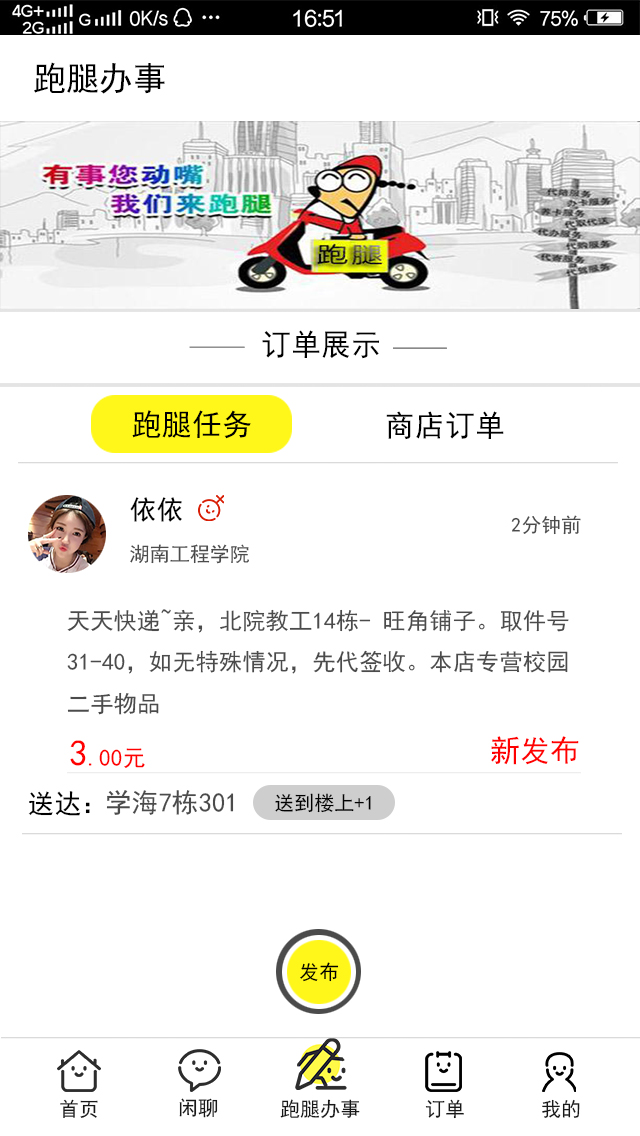 4G+ 2G G 0K/s ··· 16:51 75%
跑腿办事
有事您动嘴
我们来跑腿
跑腿
代陪服务
办卡服务
代取代送
代办服务
代购服务
代寄服务
代驾服务
订单展示
跑腿任务 商店订单
依依 2分钟前
湖南工程学院
天天快递~亲，北院教工14栋- 旺角铺子。取件号
31-40，如无特殊情况，先代签收。本店专营校园
二手物品
3.00元 新发布
送达：学海7栋301 送到楼上+1
发布
首页 闲聊 跑腿办事 订单 我的